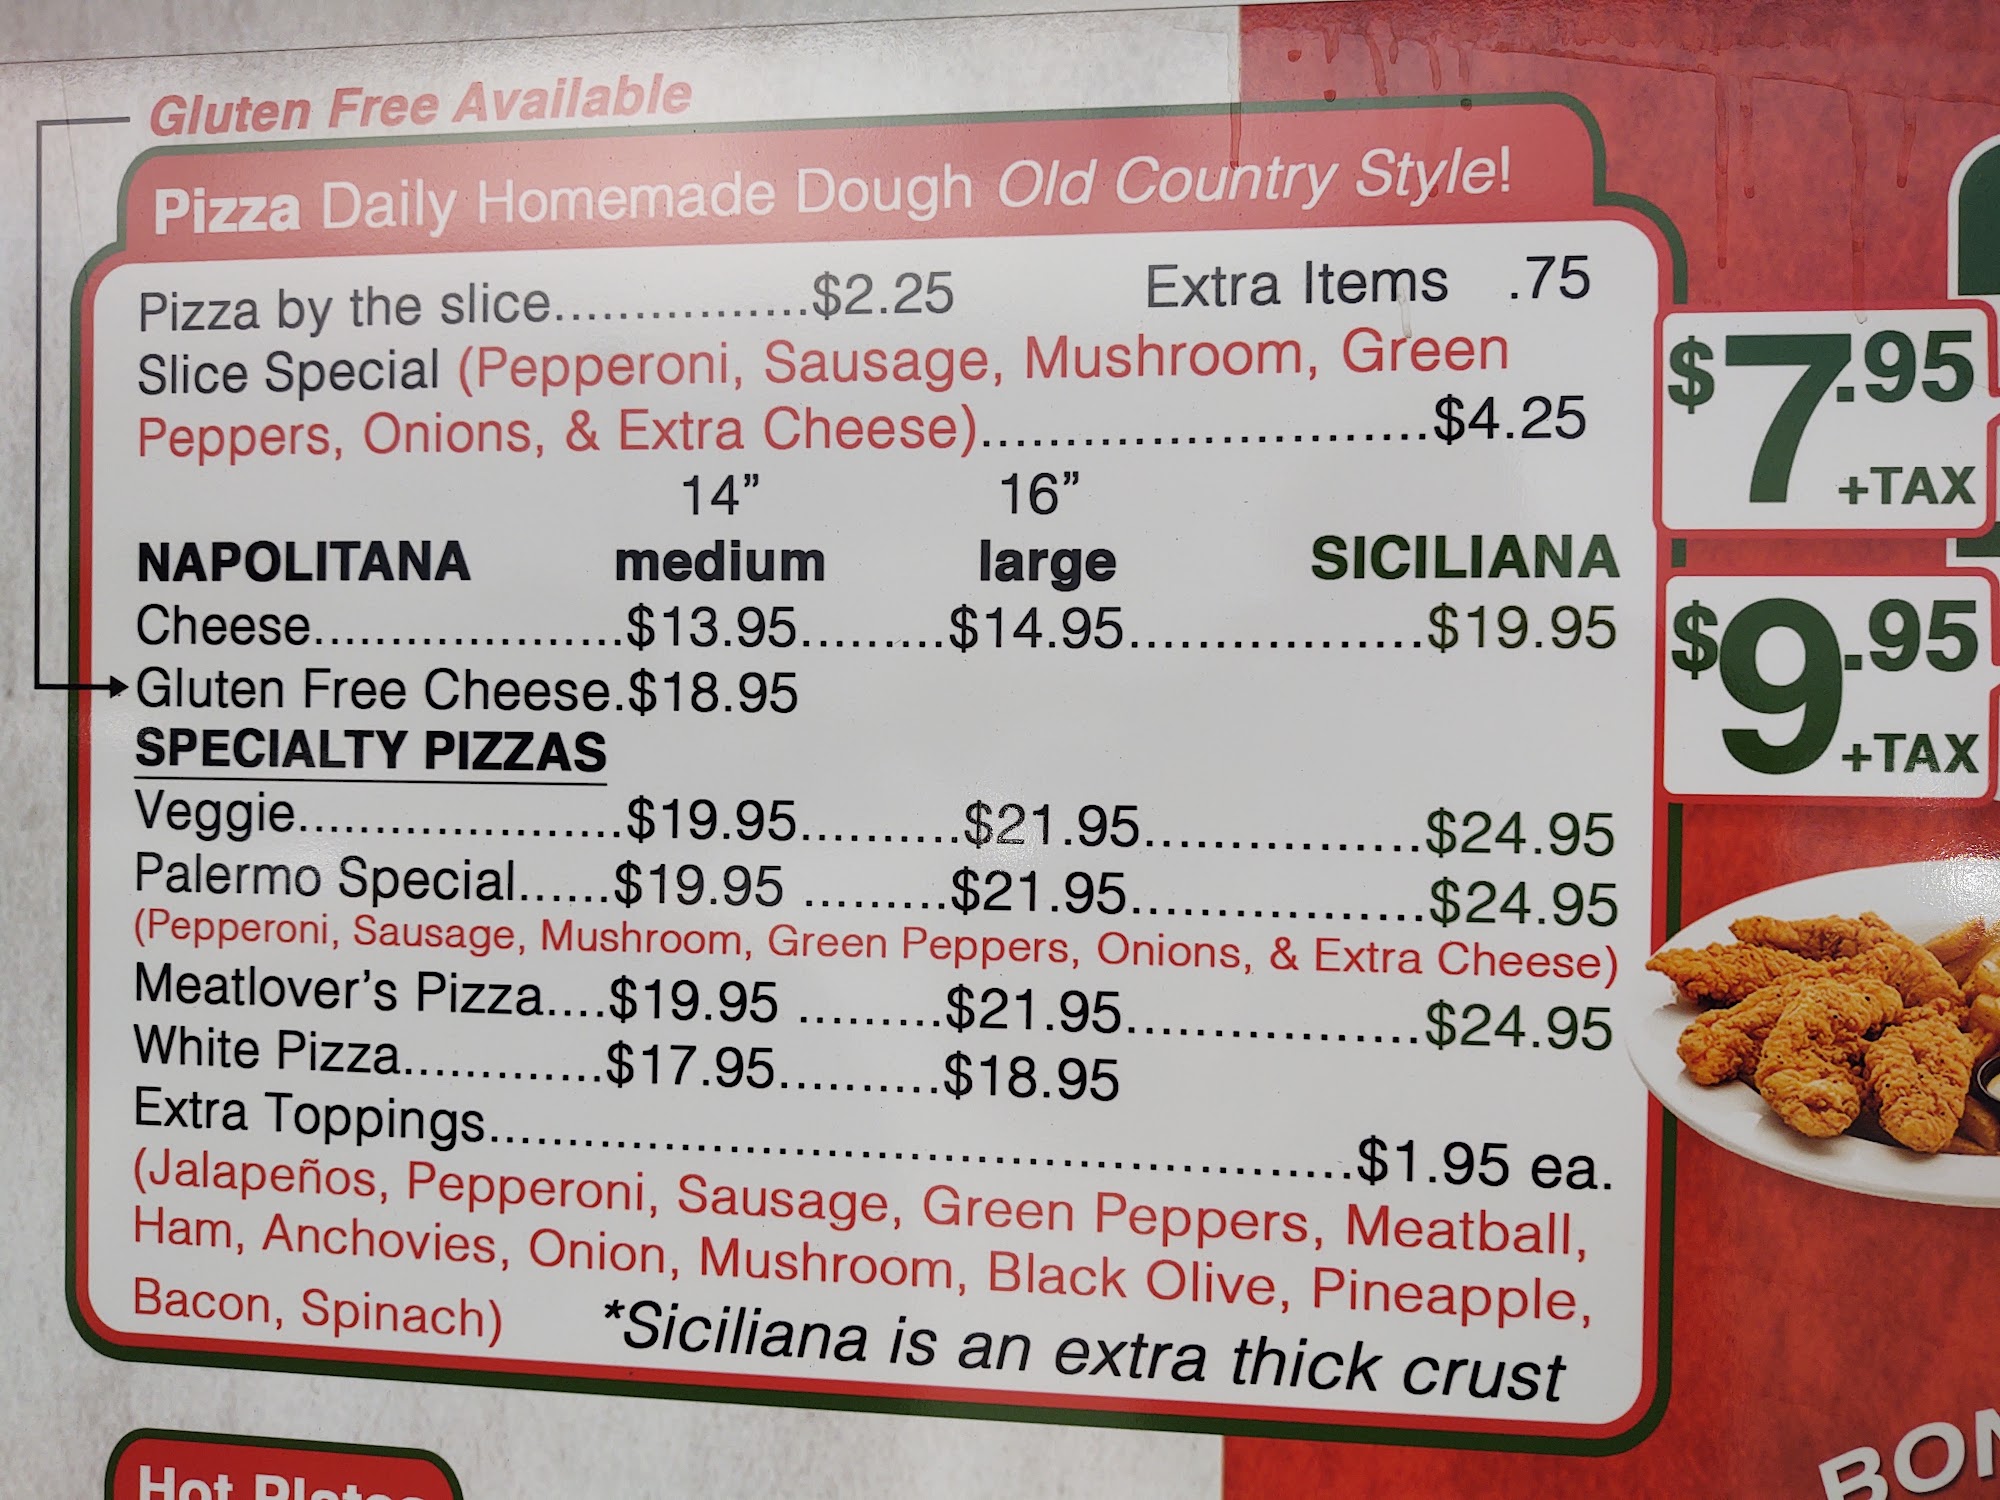 Gluten Free Available
Pizza Daily Homemade Dough Old Country Style!
Pizza by the slice................$2.25 Extra Items .75
Slice Special (Pepperoni, Sausage, Mushroom, Green
Peppers, Onions, & Extra Cheese)...........................$4.25
14” 16”
NAPOLITANA medium large SICILIANA
Cheese....................$13.95.........$14.95..................$19.95
Gluten Free Cheese.$18.95
SPECIALTY PIZZAS
Veggie.....................$19.95..........$21.95.................$24.95
Palermo Special......$19.95 .........$21.95..................$24.95
(Pepperoni, Sausage, Mushroom, Green Peppers, Onions, & Extra Cheese)
Meatlover’s Pizza....$19.95 .........$21.95..................$24.95
White Pizza.............$17.95..........$18.95
Extra Toppings.......................................................$1.95 ea.
(Jalapeños, Pepperoni, Sausage, Green Peppers, Meatball,
Ham, Anchovies, Onion, Mushroom, Black Olive, Pineapple,
Bacon, Spinach) *Siciliana is an extra thick crust
$7.95
+TAX
$9.95
+TAX
Hot